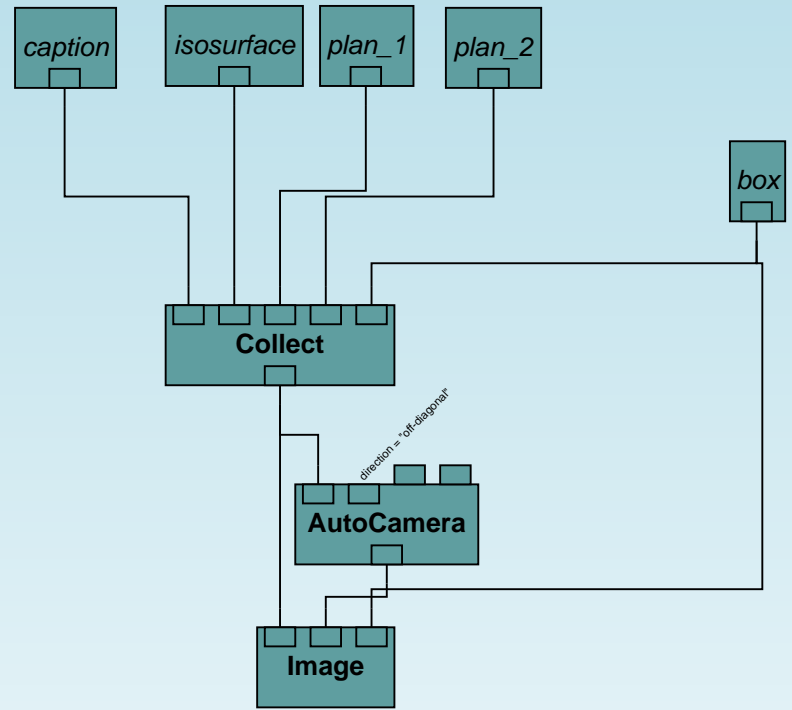 caption
isosurface
plan_1
plan_2
box
Collect
direction = "off-diagonal"
AutoCamera
Image